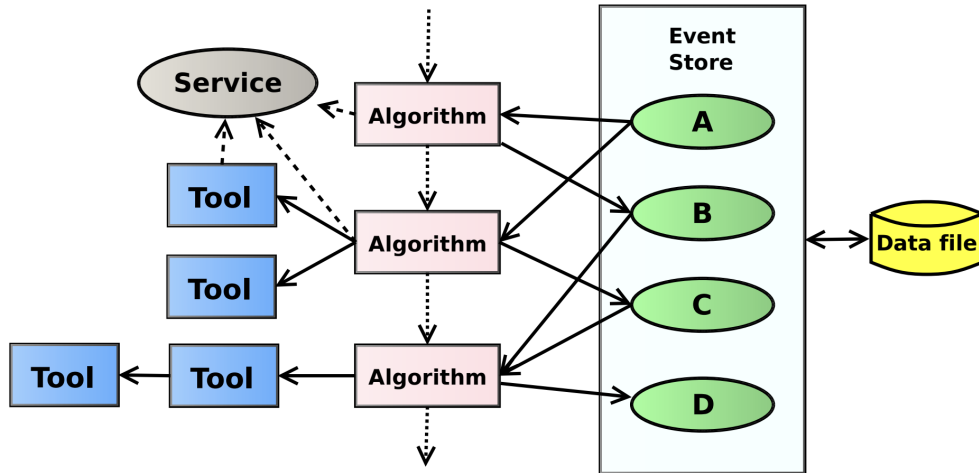 Event
Store
Service
Algorithm
A
Tool
B
Algorithm
Data file
Tool
C
Tool
Tool
Algorithm
D